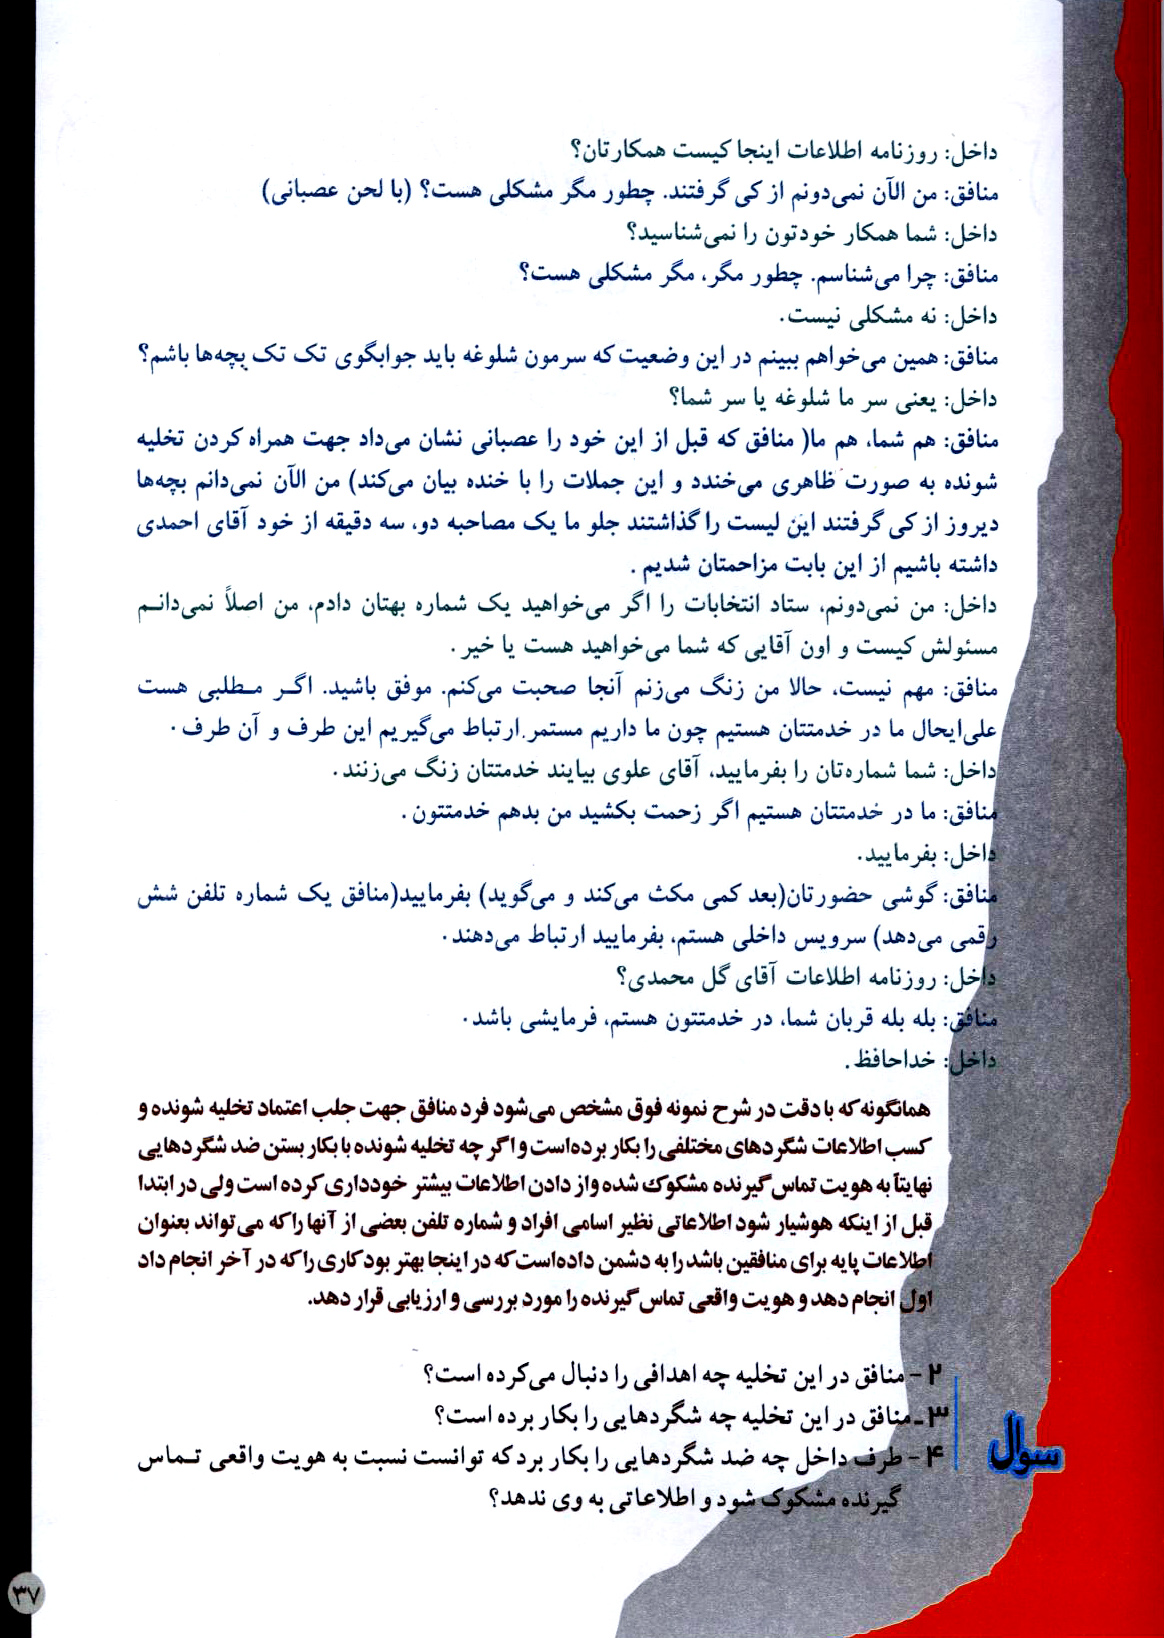 داخل: روزنامه اطلاعات اینجا کیست همکارتان؟
منافق: من الآن نمی‌دونم از کی گرفتند. چطور مگر مشکلی هست؟ (با لحن عصبانی)
داخل: شما همکار خودتون را نمی‌شناسید؟
منافق: چرا می‌شناسم. چطور مگر، مگر مشکلی هست؟
داخل: نه مشکلی نیست.
منافق: همین می‌خواهم ببینم در این وضعیت که سرمون شلوغه باید جوابگوی تک تک بچه‌ها باشم؟
داخل: یعنی سر ما شلوغه یا سر شما؟
منافق: هم شما، هم ما( منافق که قبل از این خود را عصبانی نشان می‌داد جهت همراه کردن تخلیه
شونده به صورت ظاهری می‌خندد و این جملات را با خنده بیان می‌کند) من الآن نمی‌دانم بچه‌ها
دیروز از کی گرفتند این لیست را گذاشتند جلو ما یک مصاحبه دو، سه دقیقه از خود آقای احمدی
داشته باشیم از این بابت مزاحمتان شدیم .
داخل: من نمی‌دونم، ستاد انتخابات را اگر می‌خواهید یک شماره بهتان دادم، من اصلاً نمی‌دانـم
مسئولش کیست و اون آقایی که شما می‌خواهید هست یا خیر .
منافق: مهم نیست، حالا من زنگ می‌زنم آنجا صحبت می‌کنم. موفق باشید. اگـر مـطلبی هست
علی‌ایحال ما در خدمتتان هستیم چون ما داریم مستمر ارتباط می‌گیریم این طرف و آن طرف .
داخل: شما شماره‌تان را بفرمایید، آقای علوی بیایند خدمتتان زنگ می‌زنند .
منافق: ما در خدمتتان هستیم اگر زحمت بکشید من بدهم خدمتتون .
داخل: بفرمایید.
منافق: گوشی حضورتان(بعد کمی مکث می‌کند و می‌گوید) بفرمایید(منافق یک شماره تلفن شش
رقمی می‌دهد) سرویس داخلی هستم، بفرمایید ارتباط می‌دهند .
داخل: روزنامه اطلاعات آقای گل محمدی؟
منافق: بله بله قربان شما، در خدمتتون هستم، فرمایشی باشد .
داخل: خداحافظ .
همانگونه که با دقت در شرح نمونه فوق مشخص می‌شود فرد منافق جهت جلب اعتماد تخلیه شونده و
کسب اطلاعات شگردهای مختلفی را بکار برده‌است و اگر چه تخلیه شونده با بکار بستن ضد شگردهایی
نهایتاً به هویت تماس گیرنده مشکوک شده واز دادن اطلاعات بیشتر خودداری کرده است ولی در ابتدا
قبل از اینکه هوشیار شود اطلاعاتی نظیر اسامی افراد و شماره تلفن بعضی از آنها را که می‌تواند بعنوان
اطلاعات پایه برای منافقین باشد را به دشمن داده‌است که در اینجا بهتر بود کاری را که در آخر انجام داد
اول انجام دهد و هویت واقعی تماس گیرنده را مورد بررسی و ارزیابی قرار دهد.
سوال
۲ - منافق در این تخلیه چه اهدافی را دنبال می‌کرده است؟
۳ـ منافق در این تخلیه چه شگردهایی را بکار برده است؟
۴ - طرف داخل چه ضد شگردهایی را بکار برد که توانست نسبت به هویت واقعی تـماس
گیرنده مشکوک شود و اطلاعاتی به وی ندهد؟
۳۷